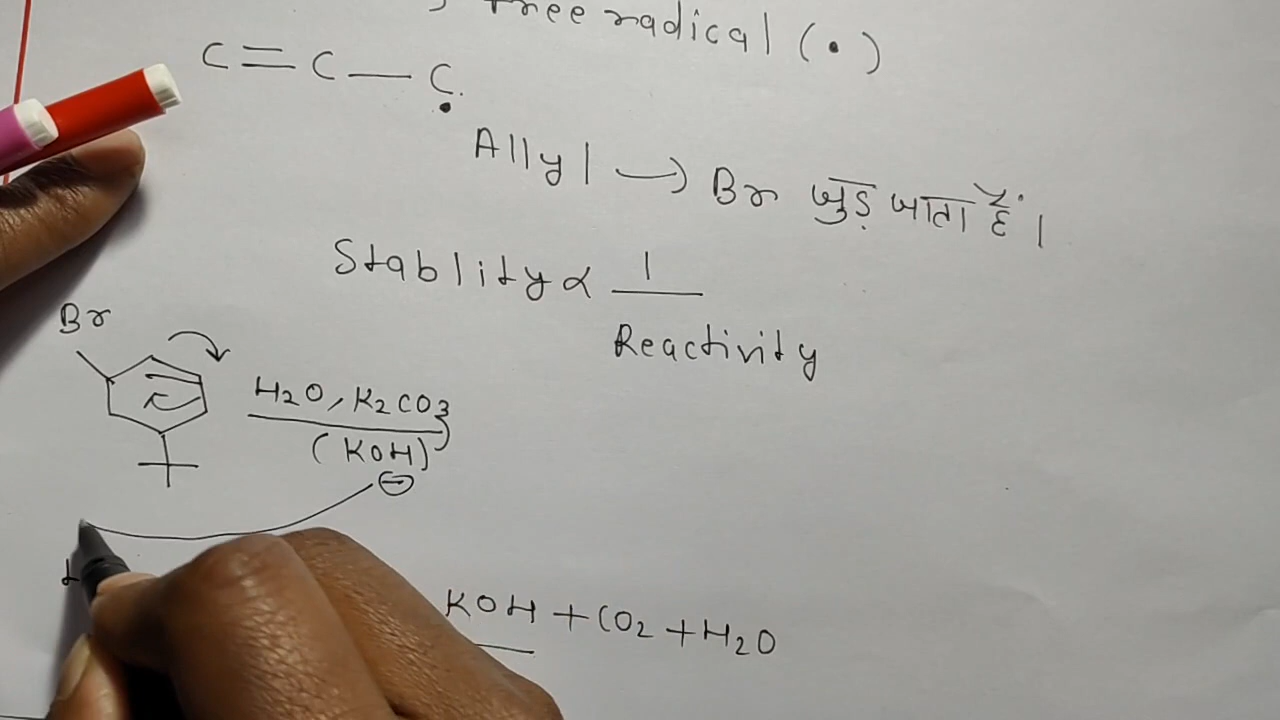 free radical (•)
C=C—C.
Allyl → Br जुड़ जाता हैं।
Stablity ∝ 1
Reactivity
Br
H2O, K2CO3
(KOH)
⊖
KOH + CO2 + H2O